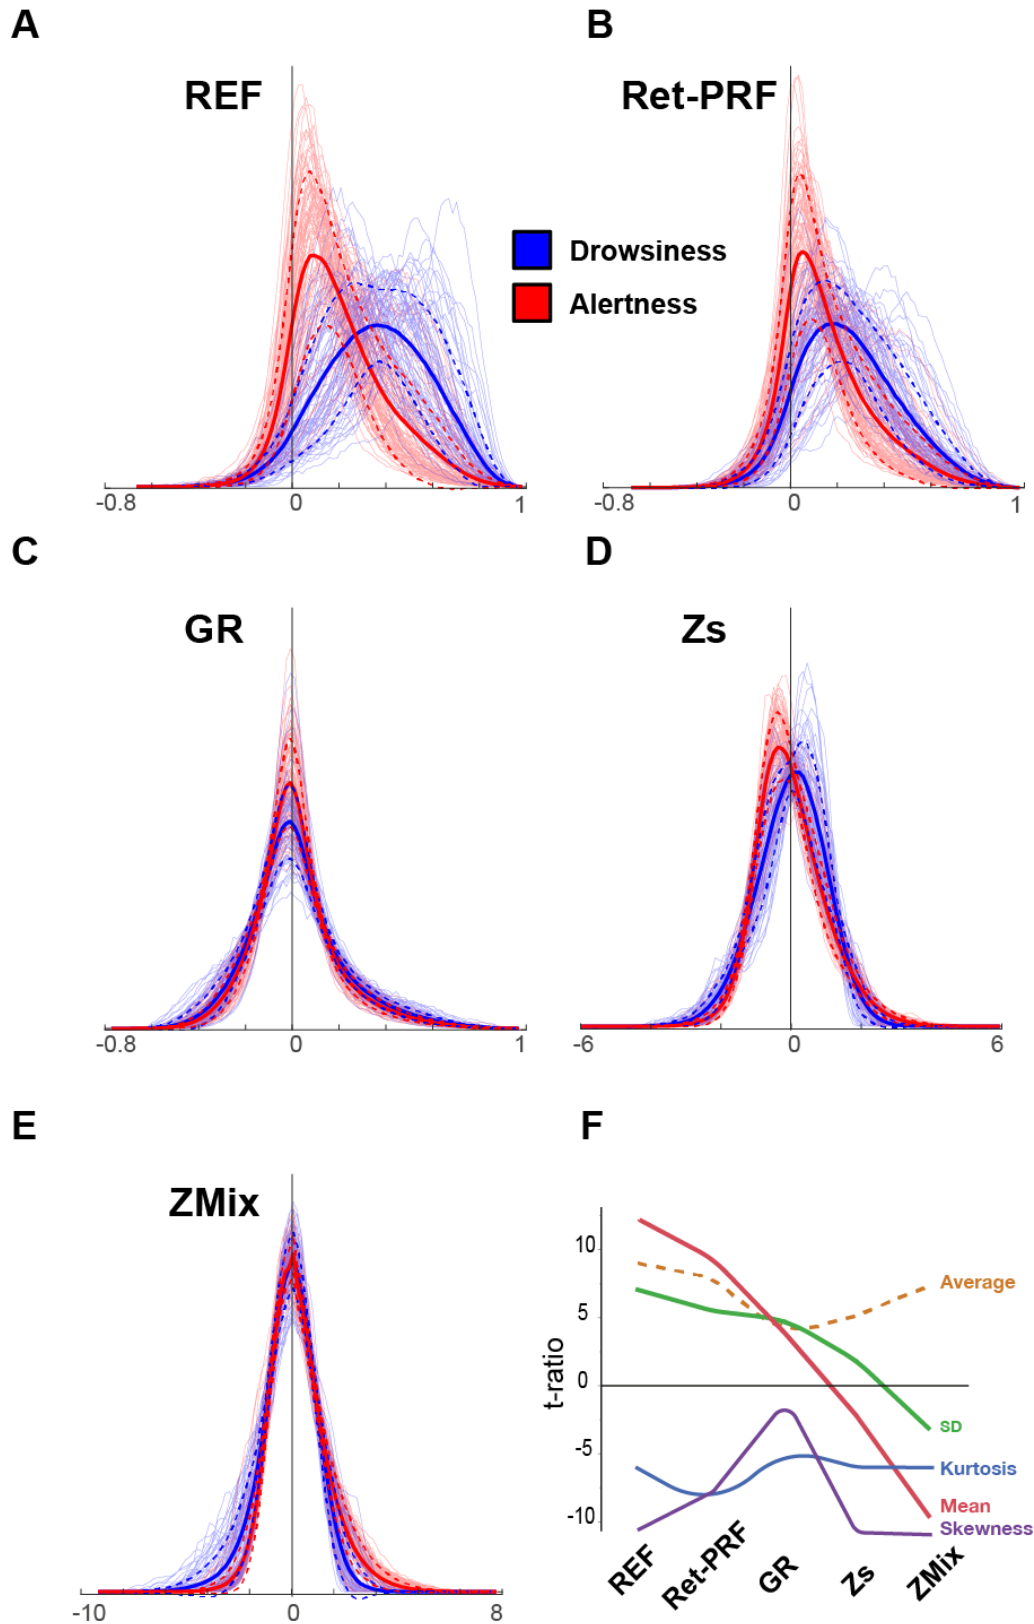 A
B
REF
Ret-PRF
Drowsiness
Alertness
-0.8
0
1
-0.8
0
1
C
D
GR
Zs
-0.8
0
1
-6
0
6
E
F
ZMix
-10
0
8
10
5
0
-5
-10
t-ratio
Average
SD
Kurtosis
Mean
Skewness
REF
Ret-PRF
GR
Zs
ZMix